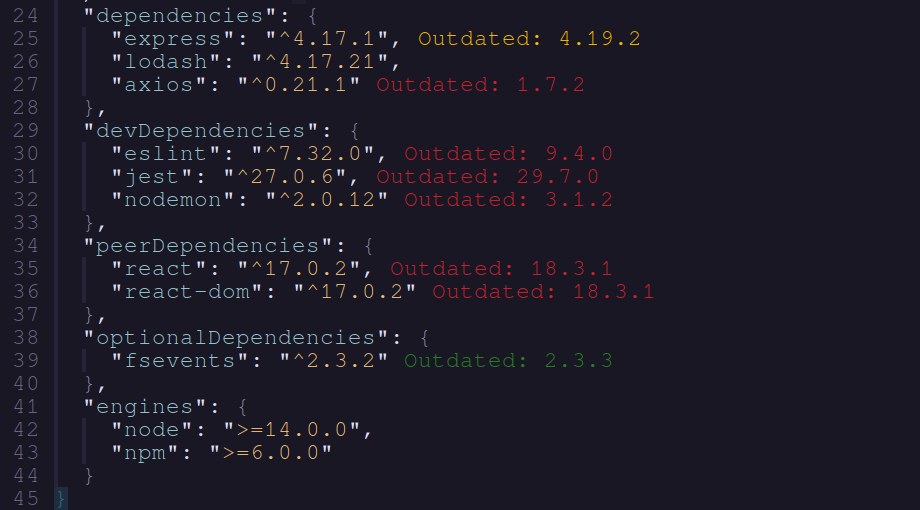 24 "dependencies": {
25 "express": "^4.17.1", Outdated: 4.19.2
26 "lodash": "^4.17.21",
27 "axios": "^0.21.1" Outdated: 1.7.2
28 },
29 "devDependencies": {
30 "eslint": "^7.32.0", Outdated: 9.4.0
31 "jest": "^27.0.6", Outdated: 29.7.0
32 "nodemon": "^2.0.12" Outdated: 3.1.2
33 },
34 "peerDependencies": {
35 "react": "^17.0.2", Outdated: 18.3.1
36 "react-dom": "^17.0.2" Outdated: 18.3.1
37 },
38 "optionalDependencies": {
39 "fsevents": "^2.3.2" Outdated: 2.3.3
40 },
41 "engines": {
42 "node": ">=14.0.0",
43 "npm": ">=6.0.0"
44 }
45 }